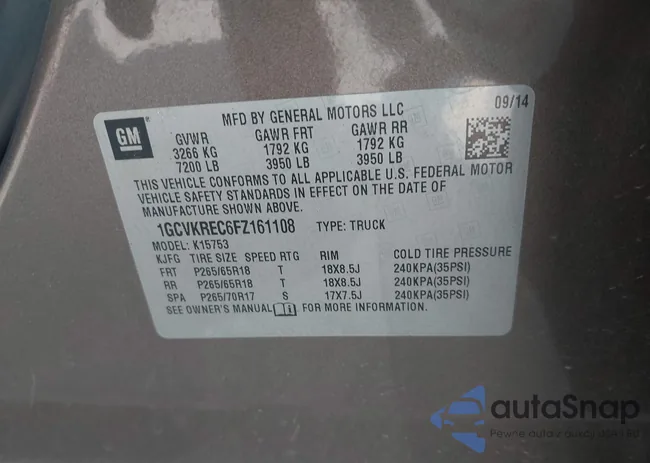 09/14
MFD BY GENERAL MOTORS LLC
GM
GVWR GAWR FRT GAWR RR
3266 KG 1792 KG 1792 KG
7200 LB 3950 LB 3950 LB
THIS VEHICLE CONFORMS TO ALL APPLICABLE U.S. FEDERAL MOTOR
VEHICLE SAFETY STANDARDS IN EFFECT ON THE DATE OF
MANUFACTURE SHOWN ABOVE.
1GCVKREC6FZ161108 TYPE: TRUCK
MODEL: K15753
KJFG TIRE SIZE SPEED RTG RIM COLD TIRE PRESSURE
FRT P265/65R18 T 18X8.5J 240KPA(35PSI)
RR P265/65R18 T 18X8.5J 240KPA(35PSI)
SPA P265/70R17 S 17X7.5J 240KPA(35PSI)
SEE OWNER'S MANUAL FOR MORE INFORMATION.
autaSnap
Pewne auta z aukcji